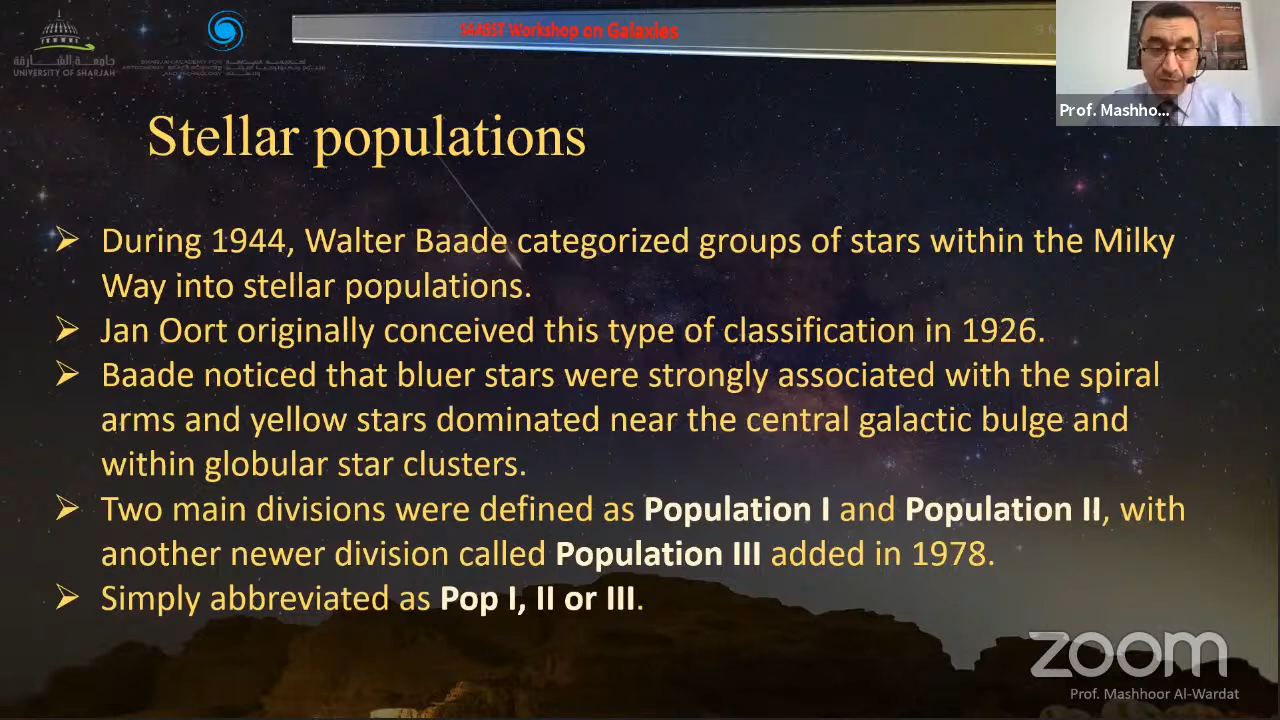 جامعة الشارقة
UNIVERSITY OF SHARJAH
SAASST Workshop on Galaxies
Prof. Mashho...
Stellar populations
➢ During 1944, Walter Baade categorized groups of stars within the Milky
Way into stellar populations.
➢ Jan Oort originally conceived this type of classification in 1926.
➢ Baade noticed that bluer stars were strongly associated with the spiral
arms and yellow stars dominated near the central galactic bulge and
within globular star clusters.
➢ Two main divisions were defined as Population I and Population II, with
another newer division called Population III added in 1978.
➢ Simply abbreviated as Pop I, II or III.
zoom
Prof. Mashhoor Al-Wardat